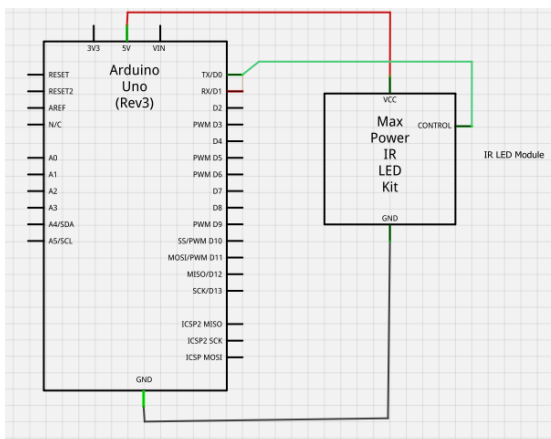 3V3
5V
VIN
Arduino
Uno
(Rev3)
RESET
RESET2
AREF
N/C
A0
A1
A2
A3
A4/SDA
A5/SCL
TX/D0
RX/D1
D2
PWM D3
D4
PWM D5
PWM D6
D7
D8
PWM D9
SS/PWM D10
MOSI/PWM D11
MISO/D12
SCK/D13
ICSP2 MISO
ICSP2 SCK
ICSP MOSI
GND
VCC
Max
Power
IR
LED
Kit
CONTROL
GND
IR LED Module